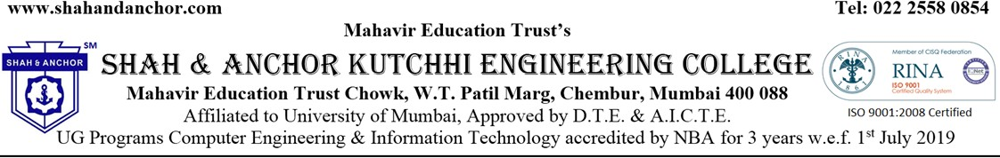 www.shahandanchor.com
Tel: 022 2558 0854
Mahavir Education Trust's
SM
SHAH & ANCHOR
SHAH & ANCHOR KUTCHHI ENGINEERING COLLEGE
Member of CISQ Federation
RINA
1861
RINA
ISO 9001
Certified Quality System
Mahavir Education Trust Chowk, W.T. Patil Marg, Chembur, Mumbai 400 088
Affiliated to University of Mumbai, Approved by D.T.E. & A.I.C.T.E.
ISO 9001:2008 Certified
UG Programs Computer Engineering & Information Technology accredited by NBA for 3 years w.e.f. 1st July 2019